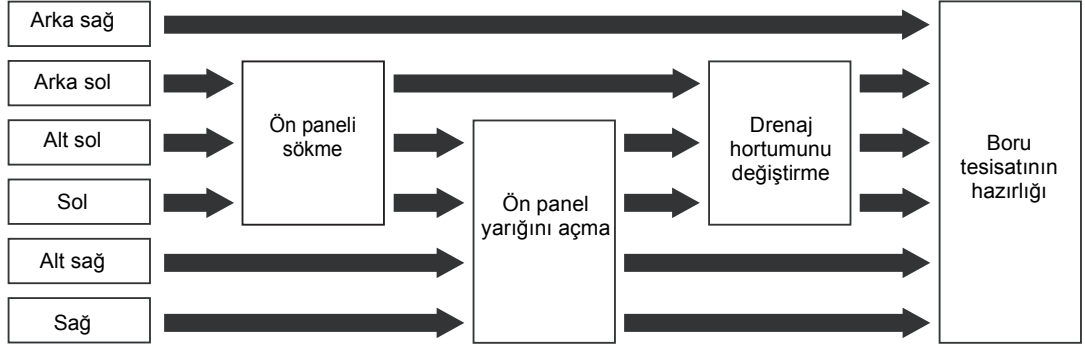 Arka sağ
Arka sol
Alt sol
Sol
Alt sağ
Sağ
Ön paneli
sökme
Ön panel
yarığını açma
Drenaj
hortumunu
değiştirme
Boru
tesisatının
hazırlığı